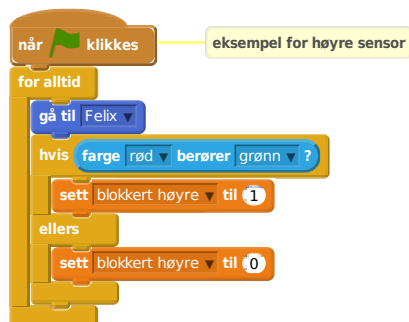 når klikkes
eksempel for høyre sensor
for alltid
gå til Felix
hvis farge rød berører grønn ?
sett blokkert høyre til 1
ellers
sett blokkert høyre til 0